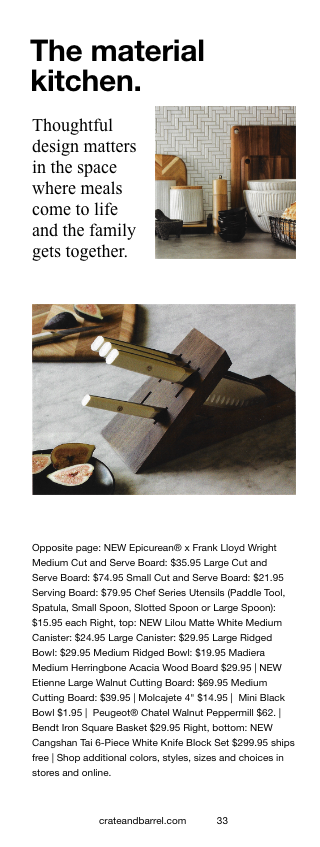 The material
kitchen.
Thoughtful
design matters
in the space
where meals
come to life
and the family
gets together.
Opposite page: NEW Epicurean® x Frank Lloyd Wright
Medium Cut and Serve Board: $35.95 Large Cut and
Serve Board: $74.95 Small Cut and Serve Board: $21.95
Serving Board: $79.95 Chef Series Utensils (Paddle Tool,
Spatula, Small Spoon, Slotted Spoon or Large Spoon):
$15.95 each Right, top: NEW Lilou Matte White Medium
Canister: $24.95 Large Canister: $29.95 Large Ridged
Bowl: $29.95 Medium Ridged Bowl: $19.95 Madiera
Medium Herringbone Acacia Wood Board $29.95 | NEW
Etienne Large Walnut Cutting Board: $69.95 Medium
Cutting Board: $39.95 | Molcajete 4" $14.95 | Mini Black
Bowl $1.95 | Peugeot® Chatel Walnut Peppermill $62. |
Bendt Iron Square Basket $29.95 Right, bottom: NEW
Cangshan Tai 6-Piece White Knife Block Set $299.95 ships
free | Shop additional colors, styles, sizes and choices in
stores and online.
crateandbarrel.com 33